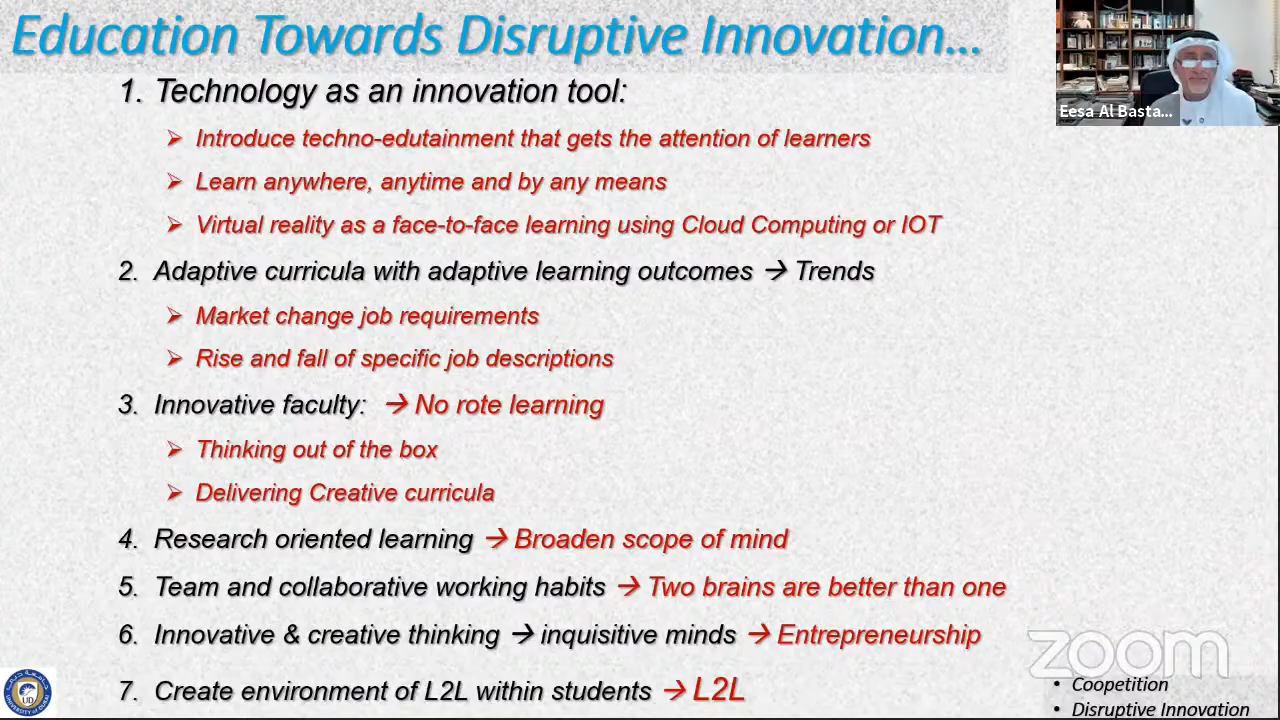 Education Towards Disruptive Innovation...
Eesa Al Basta...
1. Technology as an innovation tool:
➢ Introduce techno-edutainment that gets the attention of learners
➢ Learn anywhere, anytime and by any means
➢ Virtual reality as a face-to-face learning using Cloud Computing or IOT
2. Adaptive curricula with adaptive learning outcomes → Trends
➢ Market change job requirements
➢ Rise and fall of specific job descriptions
3. Innovative faculty: → No rote learning
➢ Thinking out of the box
➢ Delivering Creative curricula
4. Research oriented learning → Broaden scope of mind
5. Team and collaborative working habits → Two brains are better than one
6. Innovative & creative thinking → inquisitive minds → Entrepreneurship
7. Create environment of L2L within students → L2L
zoom
• Coopetition
• Disruptive Innovation
UD